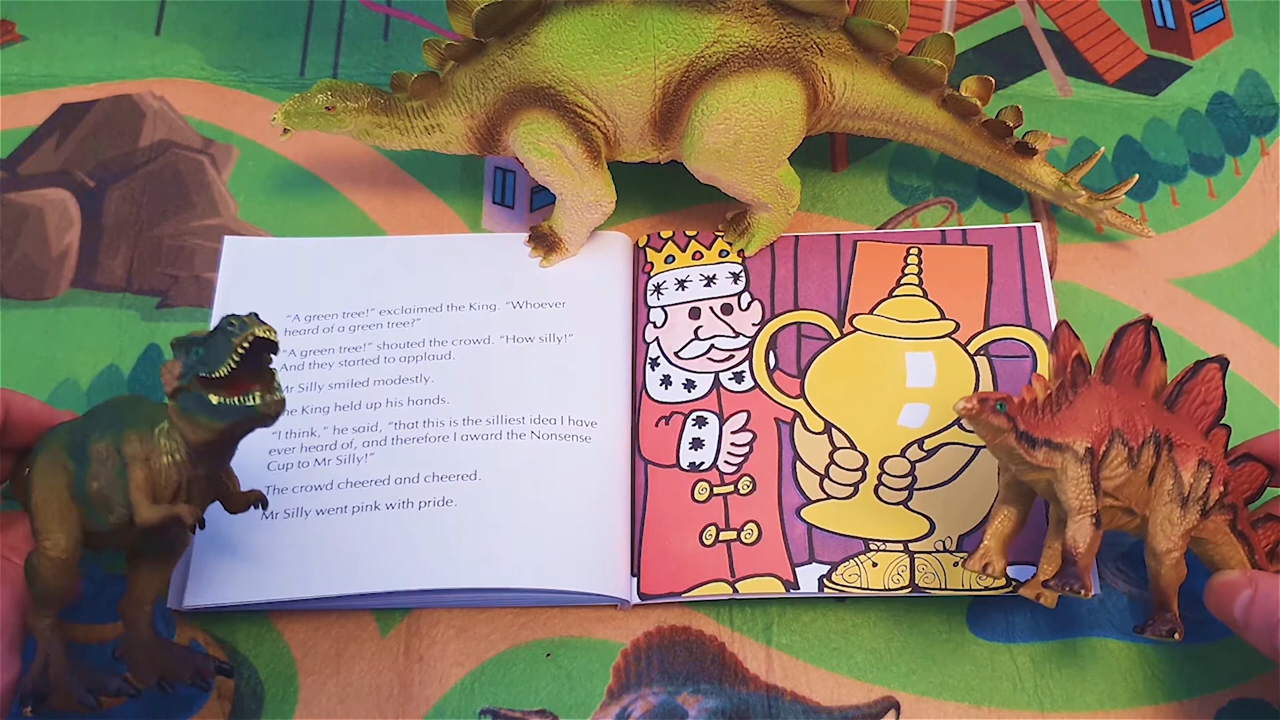 "A green tree!" exclaimed the King. "Whoever
heard of a green tree?"
"A green tree!" shouted the crowd. "How silly!"
And they started to applaud.
Mr Silly smiled modestly.
he King held up his hands.
"I think," he said, "that this is the silliest idea I have
ever heard of, and therefore I award the Nonsense
Cup to Mr Silly!"
The crowd cheered and cheered.
Mr Silly went pink with pride.